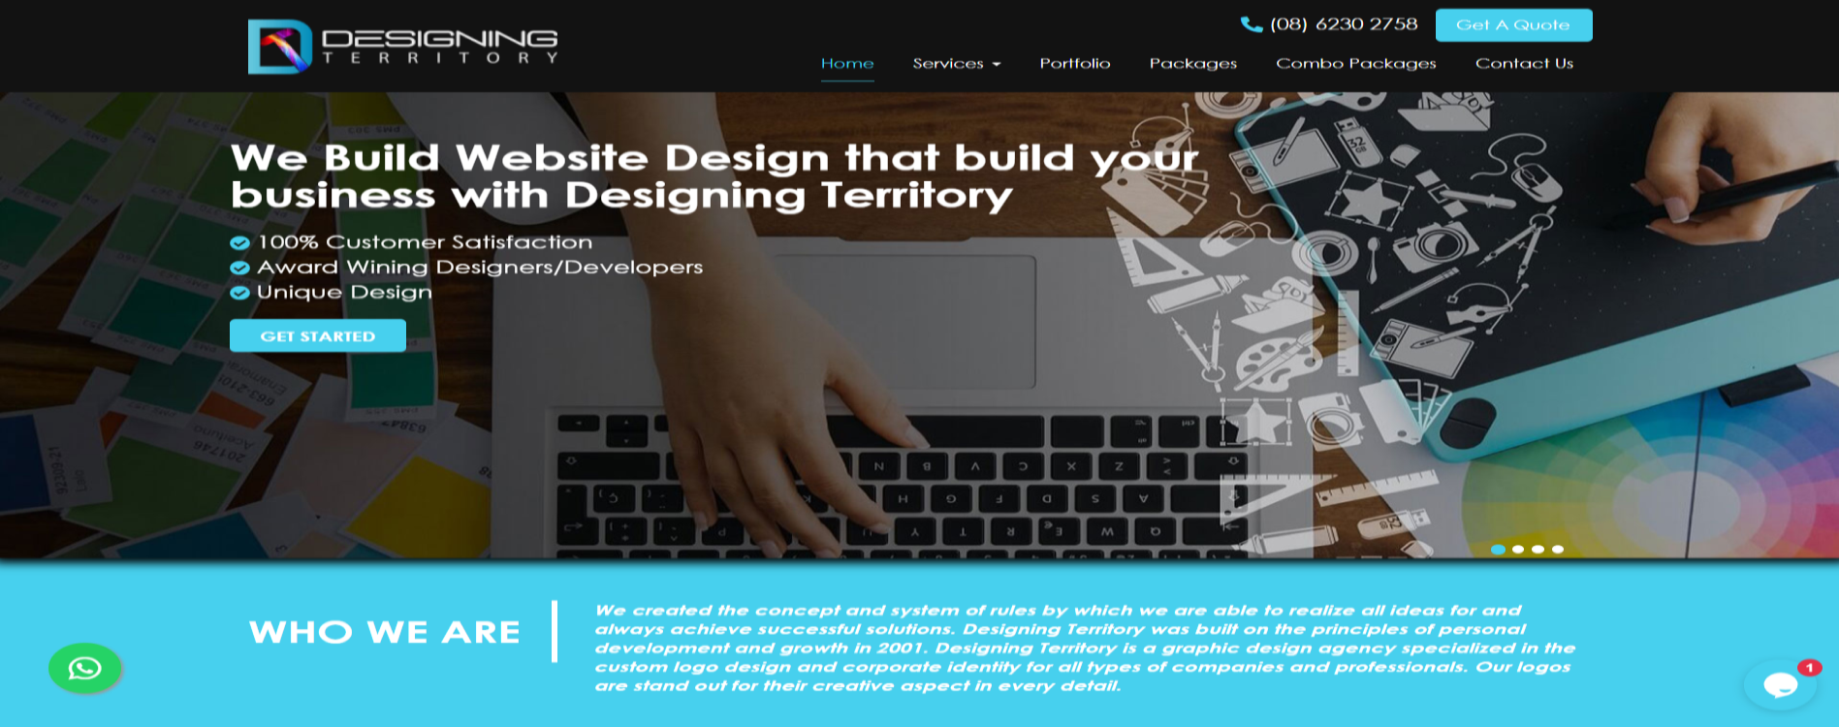 DESIGNING
TERRITORY
(08) 6230 2758
Get A Quote
Home
Services
Portfolio
Packages
Combo Packages
Contact Us
We Build Website Design that build your
business with Designing Territory
100% Customer Satisfaction
Award Wining Designers/Developers
Unique Design
GET STARTED
WHO WE ARE
We created the concept and system of rules by which we are able to realize all ideas for and
always achieve successful solutions. Designing Territory was built on the principles of personal
development and growth in 2001. Designing Territory is a graphic design agency specialized in the
custom logo design and corporate identity for all types of companies and professionals. Our logos
are stand out for their creative aspect in every detail.
1